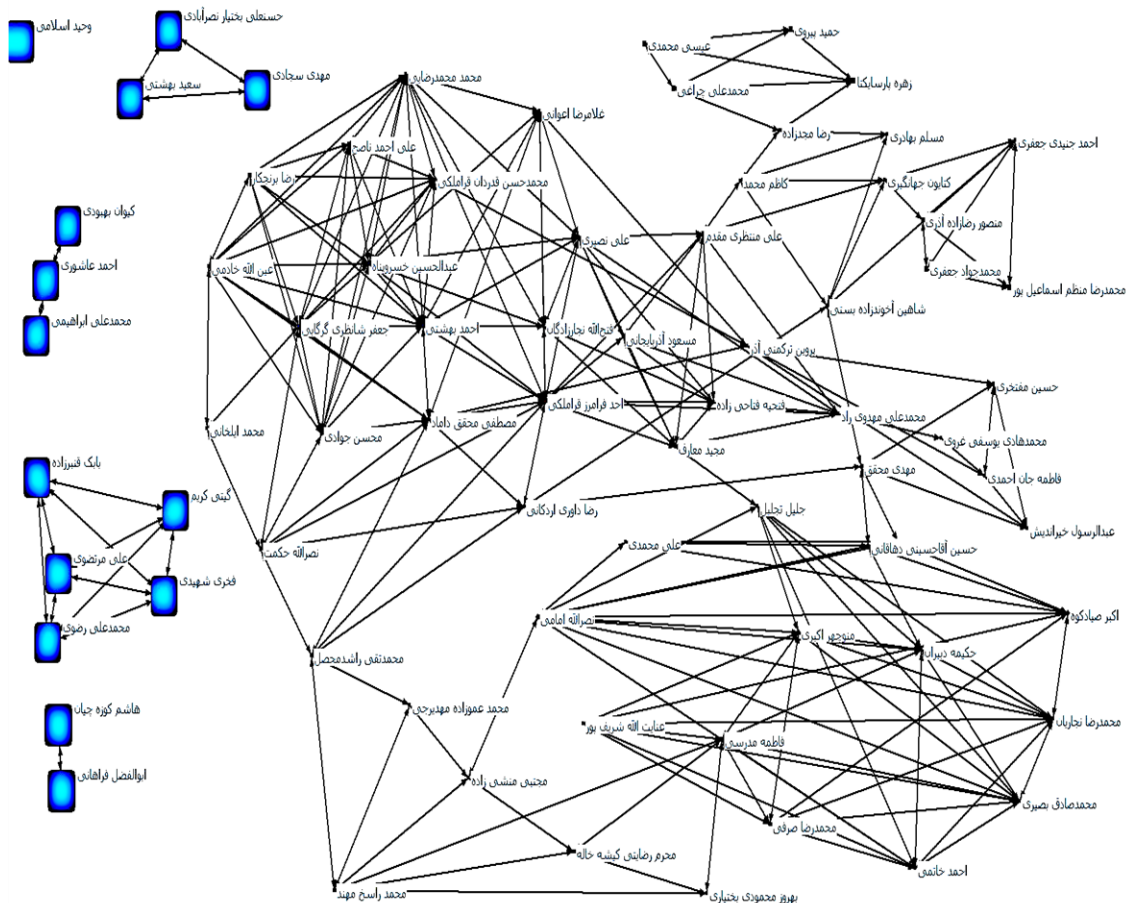 وحید اسلامی
حسنعلی بختیار نصرآبادی
سعید بهشتی
مهدی سجادی
کیوان بهبودی
احمد عاشوری
محمدعلی ابراهیمی
بابک قنبرزاده
گیتی کریم
علی مرتضوی
فخری شهیدی
محمدعلی رضوی
هاشم کوزه چیان
ابوالفضل فراهانی
محمد محمدرضایی
غلامرضا اعوانی
علی احمد ناصح
رضا برنجکار
محمدحسن قدردان قراملکی
عین الله خادمی
عبدالحسین خسروپناه
علی نصیری
علی منتظری مقدم
جعفر شانظری گرگابی
احمد بهشتی
فتح‌الله نجارزادگان
مسعود آذربایجانی
پروین ترکمنی آذر
محمد ایلخانی
محسن جوادی
مصطفی محقق داماد
احد فرامرز قراملکی
فتحیه فتاحی زاده
محمدعلی مهدوی راد
مجید معارف
رضا داوری اردکانی
نصرالله حکمت
عیسی محمدی
حمید پیروی
محمدعلی چراغی
زهره پارساپکتا
رضا مجدزاده
مسلم بهادری
احمد جنیدی جعفری
کاظم محمد
کتایون جهانگیری
منصور رضازاده آذری
محمدجواد جعفری
محمدرضا منظم اسماعیل پور
شاهین آخوندزاده بستی
حسین مفتخری
محمدهادی یوسفی غروی
فاطمه جان احمدی
مهدی محقق
عبدالرسول خیراندیش
جلیل تجلیل
علی محمدی
حسین آقاحسینی دهاقانی
نصرالله امامی
منوچهر اکبری
حکیمه دبیران
اکبر صیادکوه
محمدتقی راشدمحصل
محمد عموزاده مهدیرجی
عنایت الله شریف پور
فاطمه مدرسی
محمدرضا نجاریان
مجتبی منشی زاده
محمدرضا صرفی
محمدصادق بصیری
محرم رضایتی کیشه خاله
احمد خاتمی
محمد راسخ مهند
بهروز محمودی بختیاری